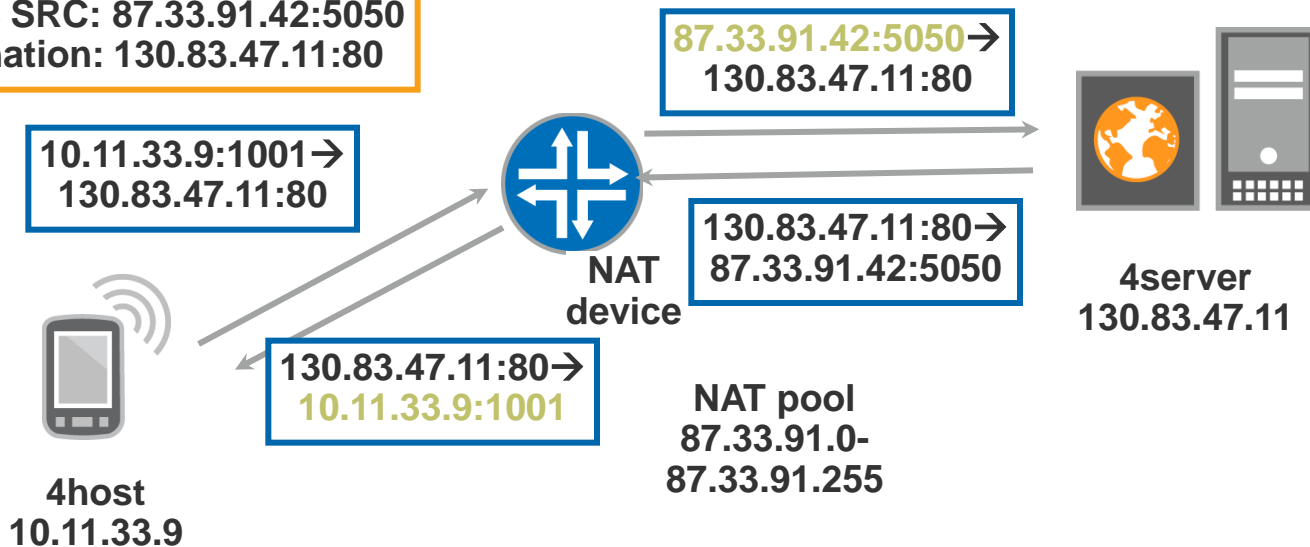 SRC: 87.33.91.42:5050
130.83.47.11:80
87.33.91.42:5050→
130.83.47.11:80
10.11.33.9:1001→
130.83.47.11:80
130.83.47.11:80→
87.33.91.42:5050
NAT
device
4server
130.83.47.11
130.83.47.11:80→
10.11.33.9:1001
NAT pool
87.33.91.0-
87.33.91.255
4host
10.11.33.9